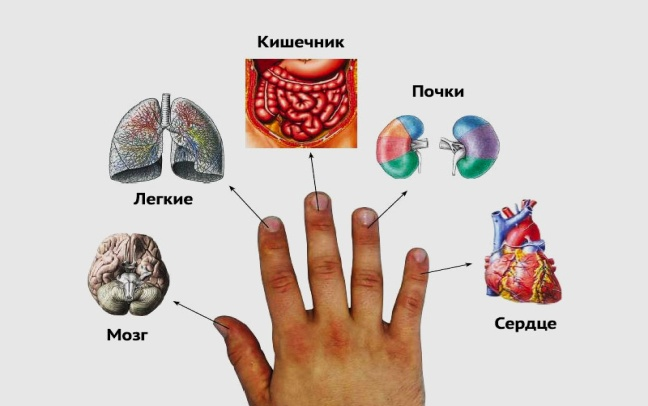 Кишечник
Почки
Легкие
Сердце
Мозг